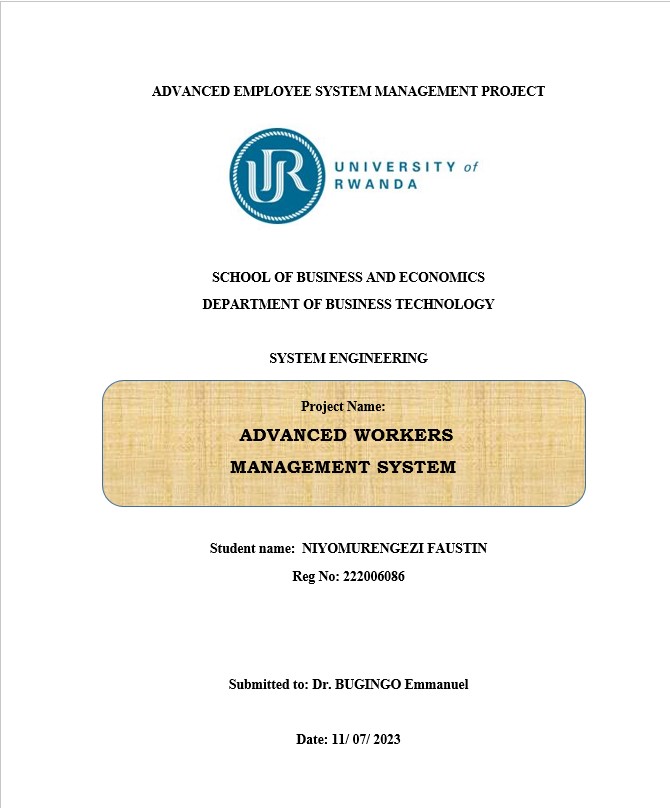 ADVANCED EMPLOYEE SYSTEM MANAGEMENT PROJECT
UR
UNIVERSITY of
RWANDA
SCHOOL OF BUSINESS AND ECONOMICS
DEPARTMENT OF BUSINESS TECHNOLOGY
SYSTEM ENGINEERING
Project Name:
ADVANCED WORKERS
MANAGEMENT SYSTEM
Student name: NIYOMURENGEZI FAUSTIN
Reg No: 222006086
Submitted to: Dr. BUGINGO Emmanuel
Date: 11/ 07/ 2023